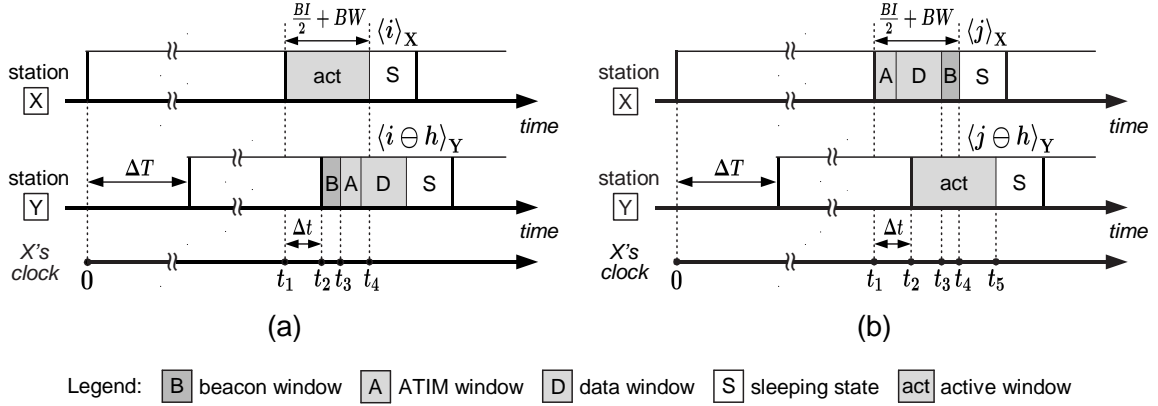 BI/2 + BW
⟨i⟩X
station
X
act
S
time
⟨i ⊖ h⟩Y
ΔT
station
Y
B A D S
time
Δt
X's
clock
0 t1 t2 t3 t4
(a)
BI/2 + BW
⟨j⟩X
station
X
A D B S
time
⟨j ⊖ h⟩Y
ΔT
station
Y
act
S
time
Δt
X's
clock
0 t1 t2 t3 t4 t5
(b)
Legend: B beacon window A ATIM window D data window S sleeping state act active window